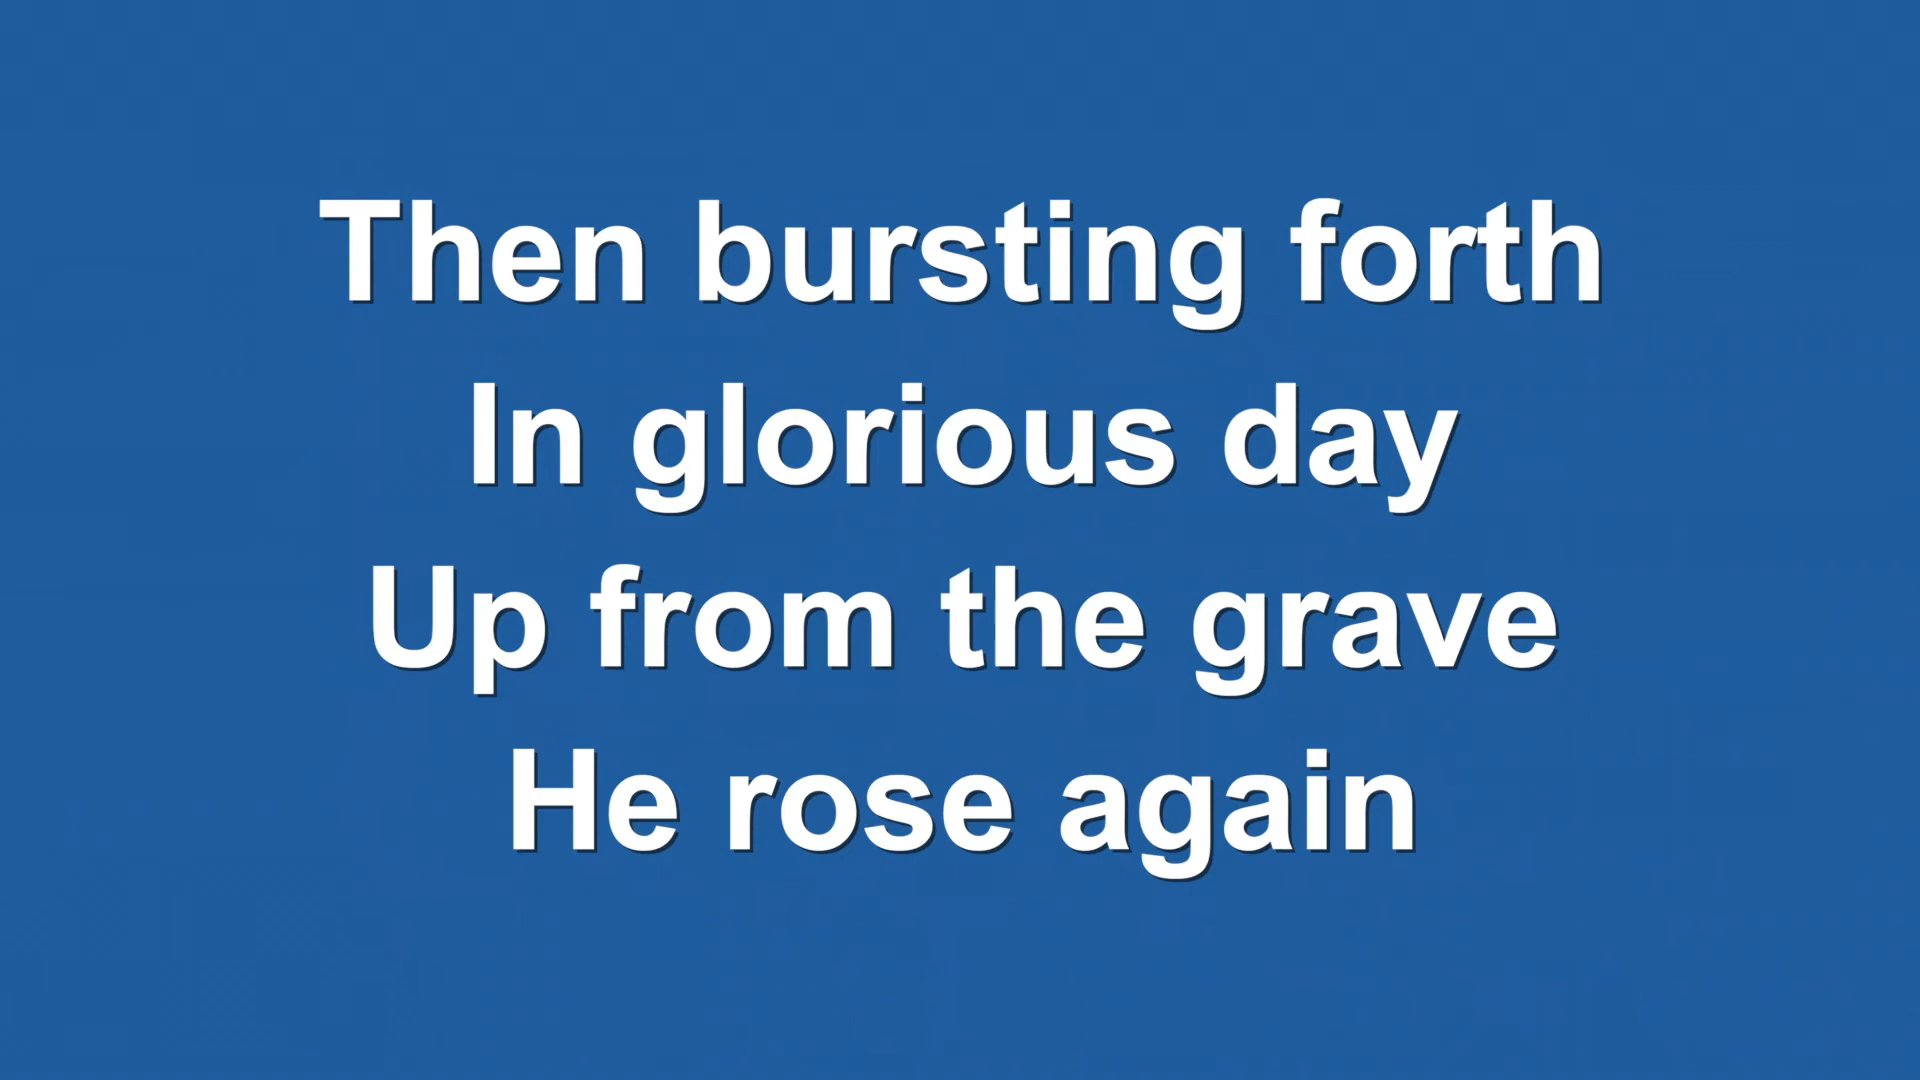 Then bursting forth
In glorious day
Up from the grave
He rose again